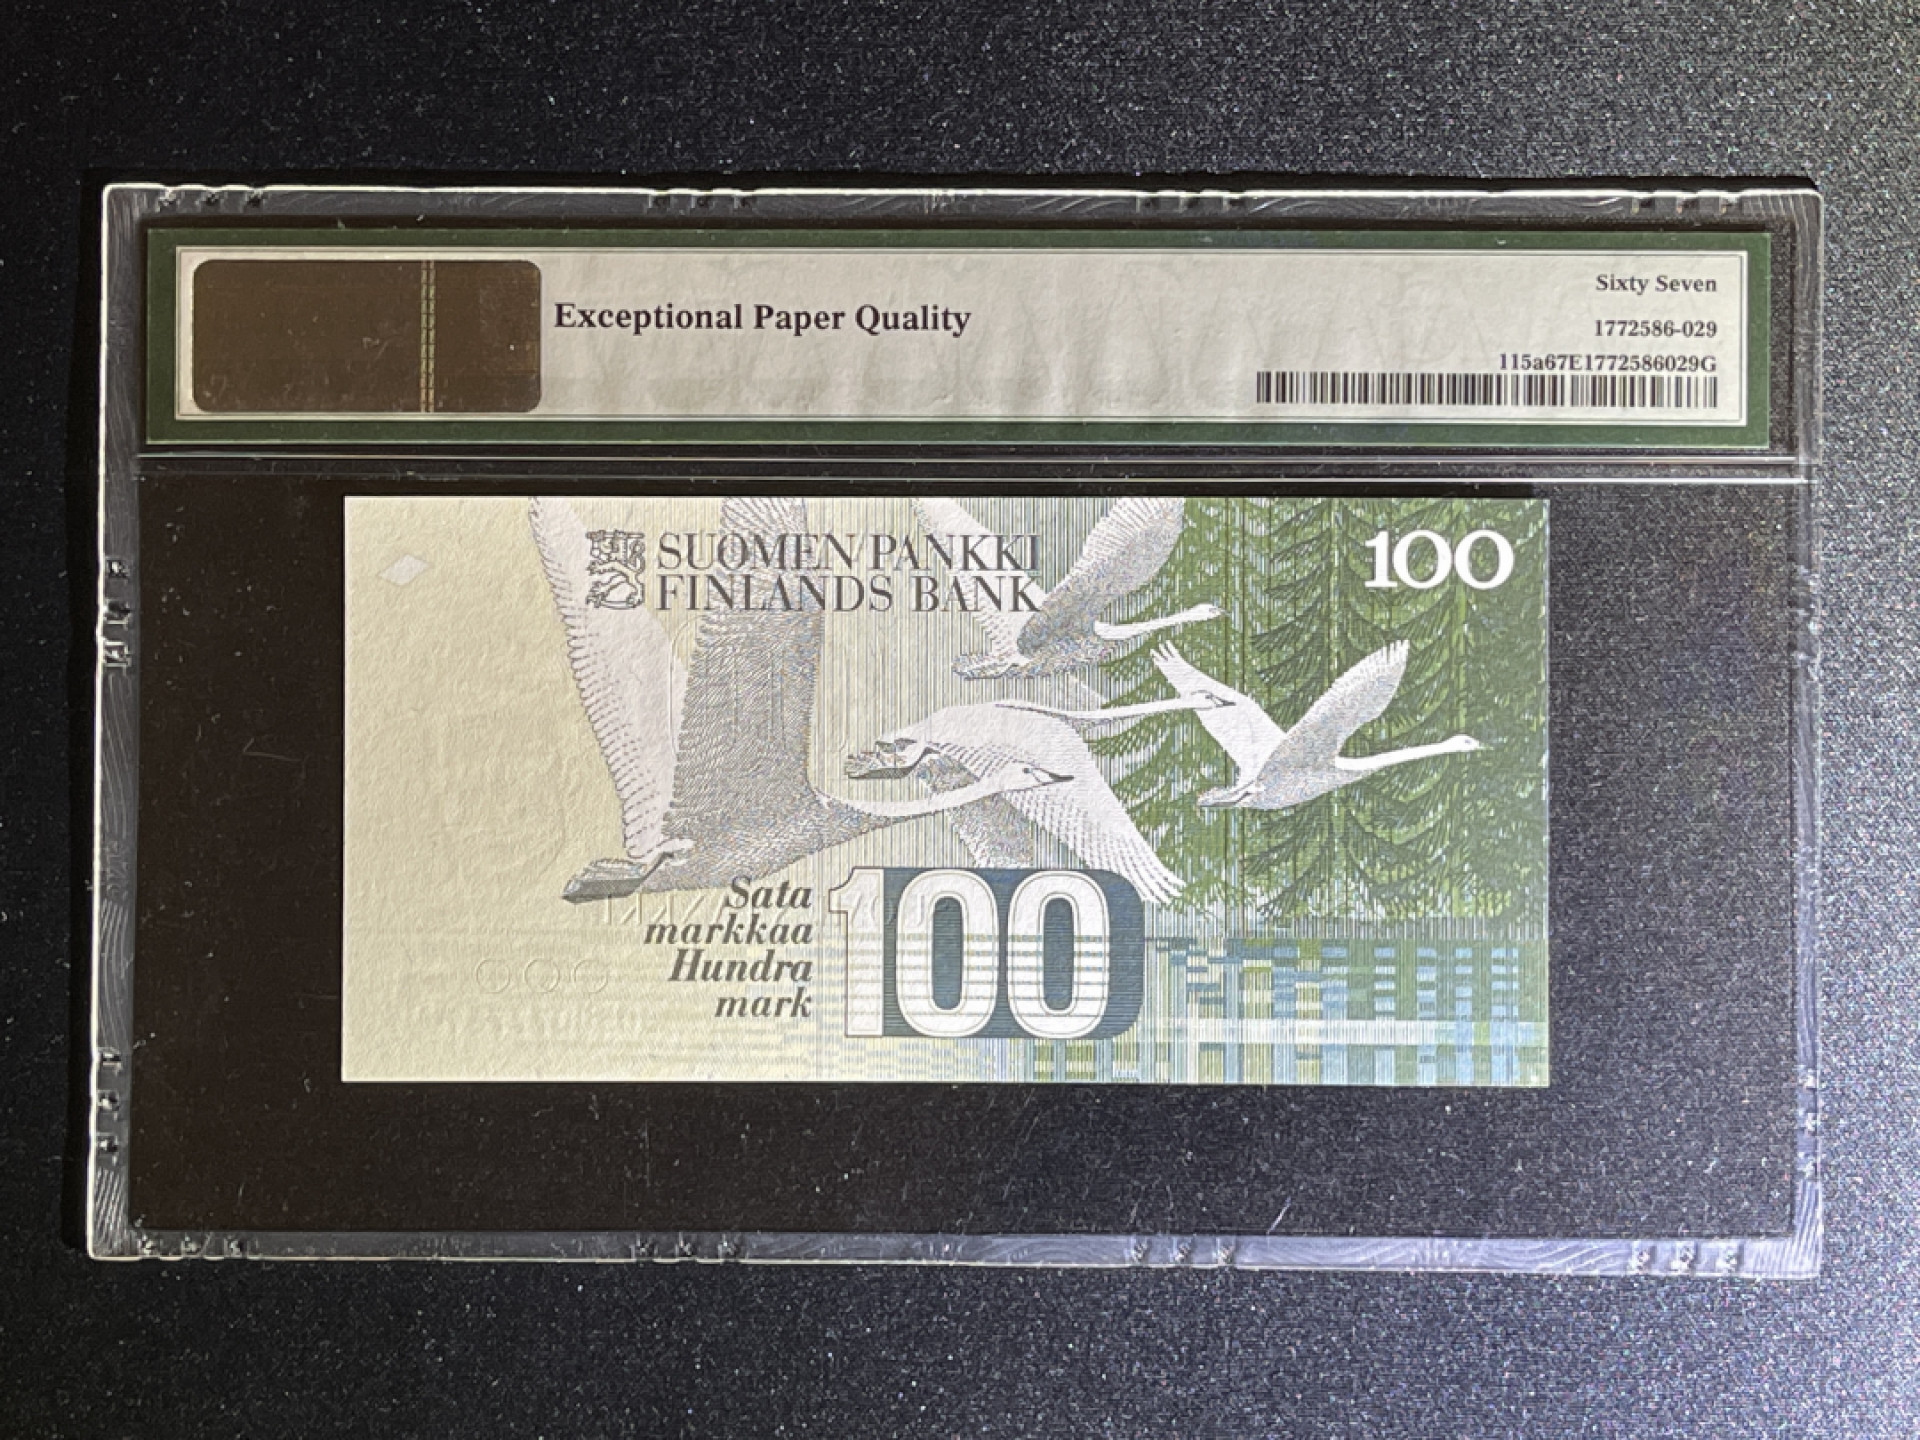 Exceptional Paper Quality
Sixty Seven
1772586-029
115a67E1772586029G
SUOMEN PANKKI
FINLANDS BANK
100
Sata
markkaa
Hundra
mark
100